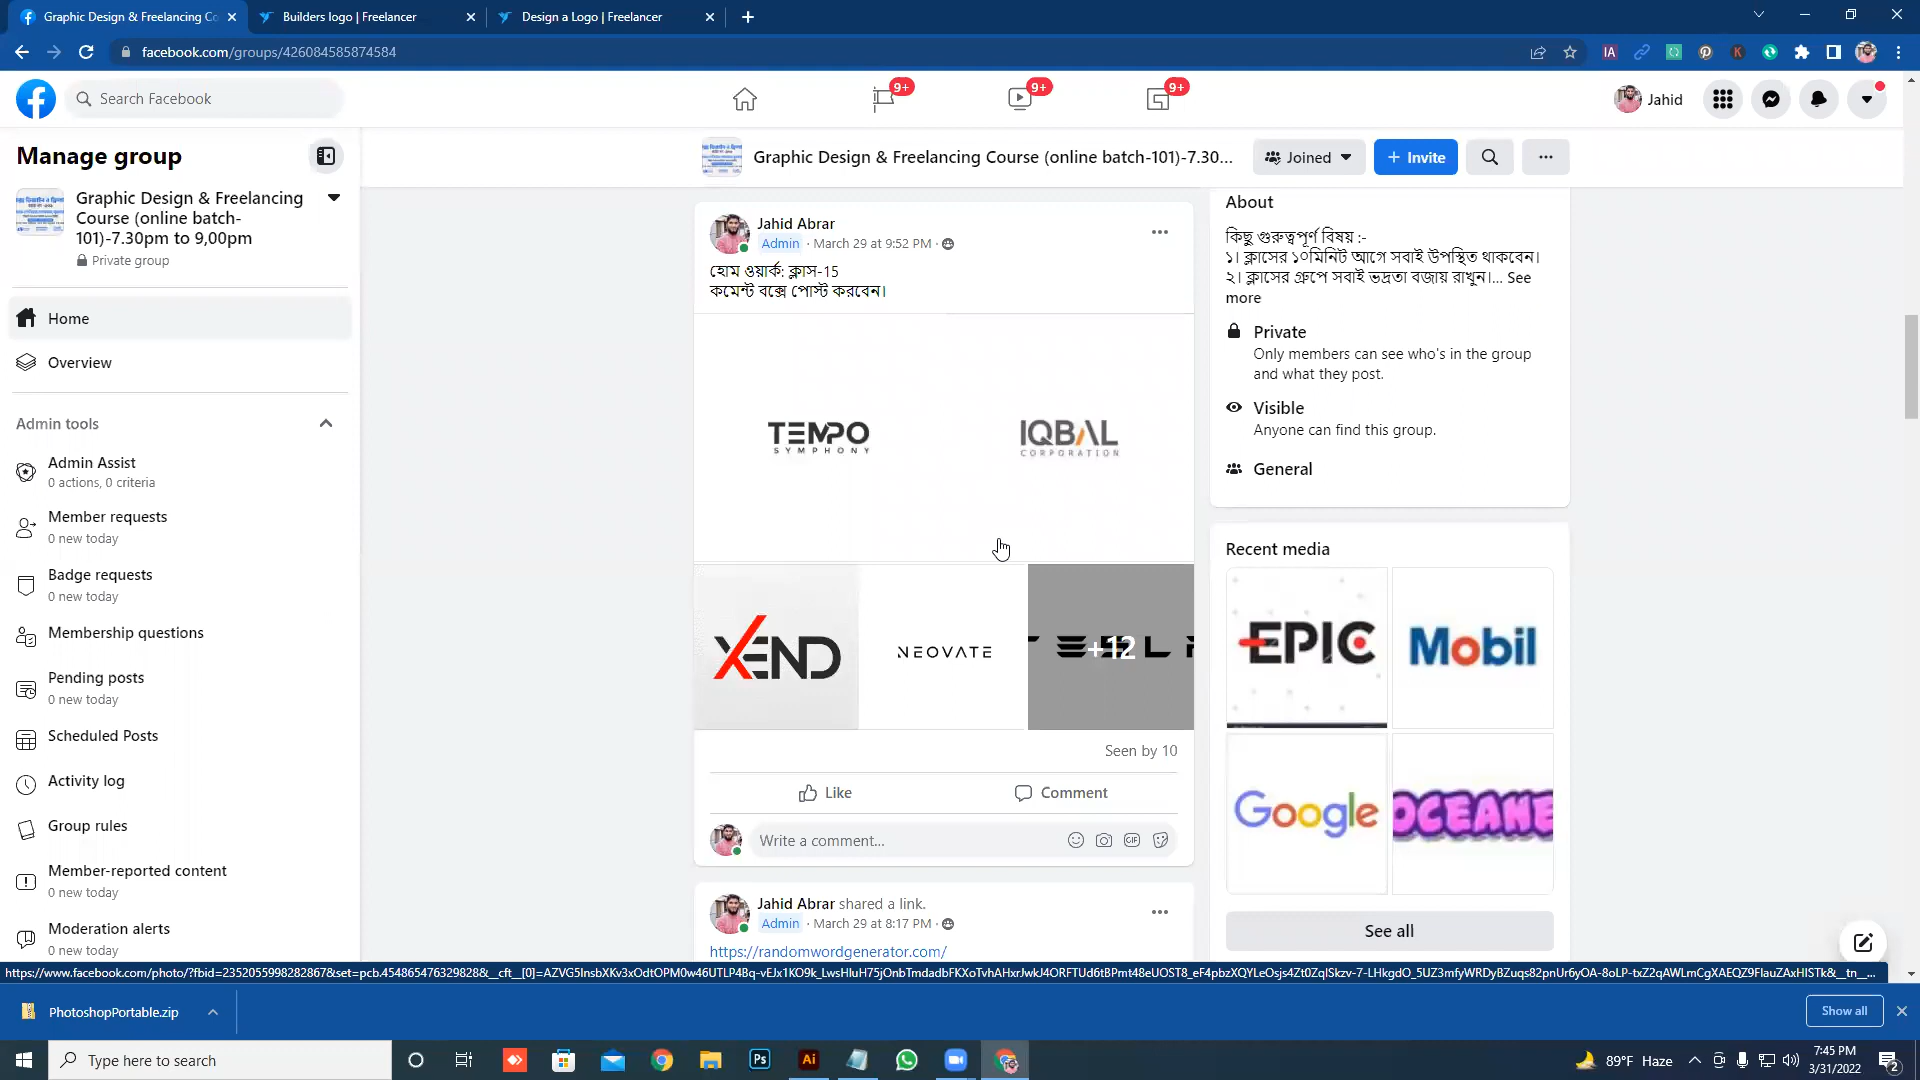 Graphic Design & Freelancing Co
Builders logo | Freelancer
Design a Logo | Freelancer
facebook.com/groups/426084585874584
Search Facebook
9+
9+
9+
Jahid
Manage group
Graphic Design & Freelancing Course (online batch-101)-7.30...
Joined
+ Invite
Graphic Design & Freelancing
Course (online batch-
101)-7.30pm to 9,00pm
Private group
Home
Overview
Admin tools
Admin Assist
0 actions, 0 criteria
Member requests
0 new today
Badge requests
0 new today
Membership questions
Pending posts
0 new today
Scheduled Posts
Activity log
Group rules
Member-reported content
0 new today
Moderation alerts
0 new today
Jahid Abrar
Admin · March 29 at 9:52 PM ·
হোম ওয়ার্ক: ক্লাস-15
কমেন্ট বক্সে পোস্ট করবেন।
TEMPO
SYMPHONY
IQBAL
CORPORATION
XEND
NEOVATE
+12
Seen by 10
Like
Comment
Write a comment...
GIF
Jahid Abrar shared a link.
Admin · March 29 at 8:17 PM ·
https://randomwordgenerator.com/
About
কিছু গুরুত্বপূর্ণ বিষয় :-
১। ক্লাসের ১০মিনিট আগে সবাই উপস্থিত থাকবেন।
২। ক্লাসের গ্রুপে সবাই ভদ্রতা বজায় রাখুন।... See
more
Private
Only members can see who's in the group
and what they post.
Visible
Anyone can find this group.
General
Recent media
EPIC
Mobil
Google
OCEANE
See all
PhotoshopPortable.zip
Show all
Type here to search
Ps
Ai
89°F Haze
7:45 PM
3/31/2022
2